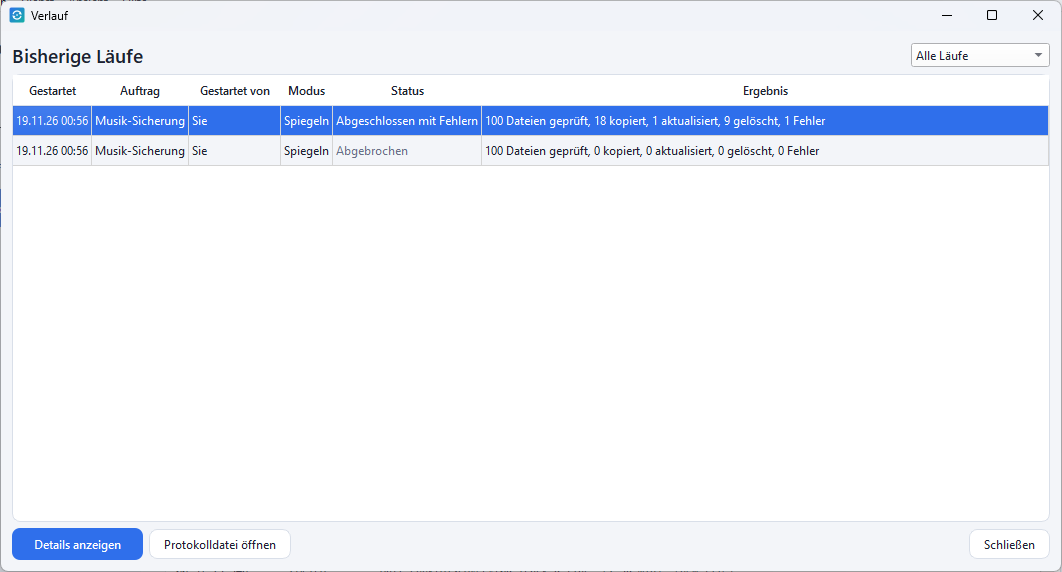 Verlauf
Bisherige Läufe
Alle Läufe
Gestartet Auftrag Gestartet von Modus Status Ergebnis
19.11.26 00:56 Musik-Sicherung Sie Spiegeln Abgeschlossen mit Fehlern 100 Dateien geprüft, 18 kopiert, 1 aktualisiert, 9 gelöscht, 1 Fehler
19.11.26 00:56 Musik-Sicherung Sie Spiegeln Abgebrochen 100 Dateien geprüft, 0 kopiert, 0 aktualisiert, 0 gelöscht, 0 Fehler
Details anzeigen Protokolldatei öffnen Schließen